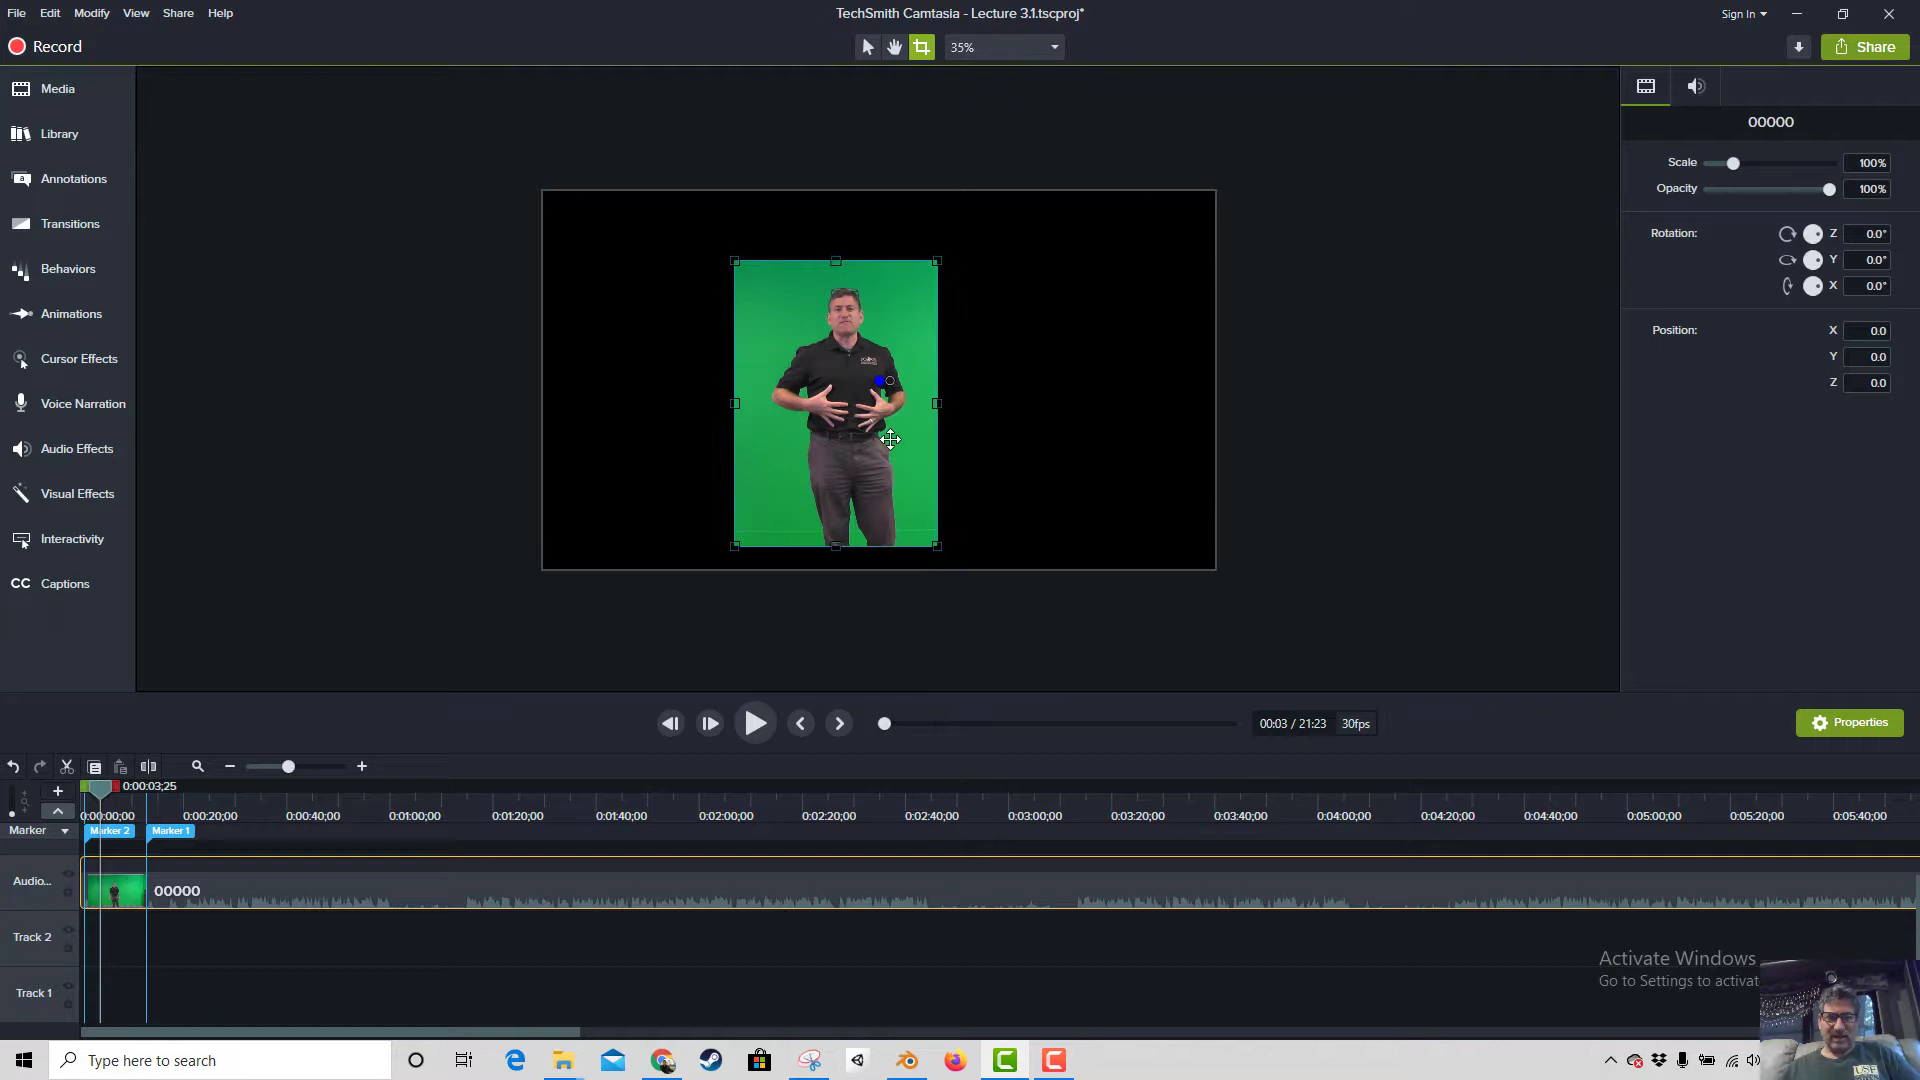 File Edit Modify View Share Help
TechSmith Camtasia - Lecture 3.1.tscproj*
Sign In
Record
35%
Share
Media
Library
Annotations
Transitions
Behaviors
Animations
Cursor Effects
Voice Narration
Audio Effects
Visual Effects
Interactivity
CC Captions
00000
Scale 100%
Opacity 100%
Rotation: Z 0.0°
Y 0.0°
X 0.0°
Position: X 0.0
Y 0.0
Z 0.0
00:03 / 21:23 30fps
Properties
0:00:03;25
0:00:00;00 0:00:20;00 0:00:40;00 0:01:00;00 0:01:20;00 0:01:40;00 0:02:00;00 0:02:20;00 0:02:40;00 0:03:00;00 0:03:20;00 0:03:40;00 0:04:00;00 0:04:20;00 0:04:40;00 0:05:00;00 0:05:20;00 0:05:40;00
Marker Marker 2 Marker 1
Audio... 00000
Track 2
Track 1
Activate Windows
Go to Settings to activat
Type here to search